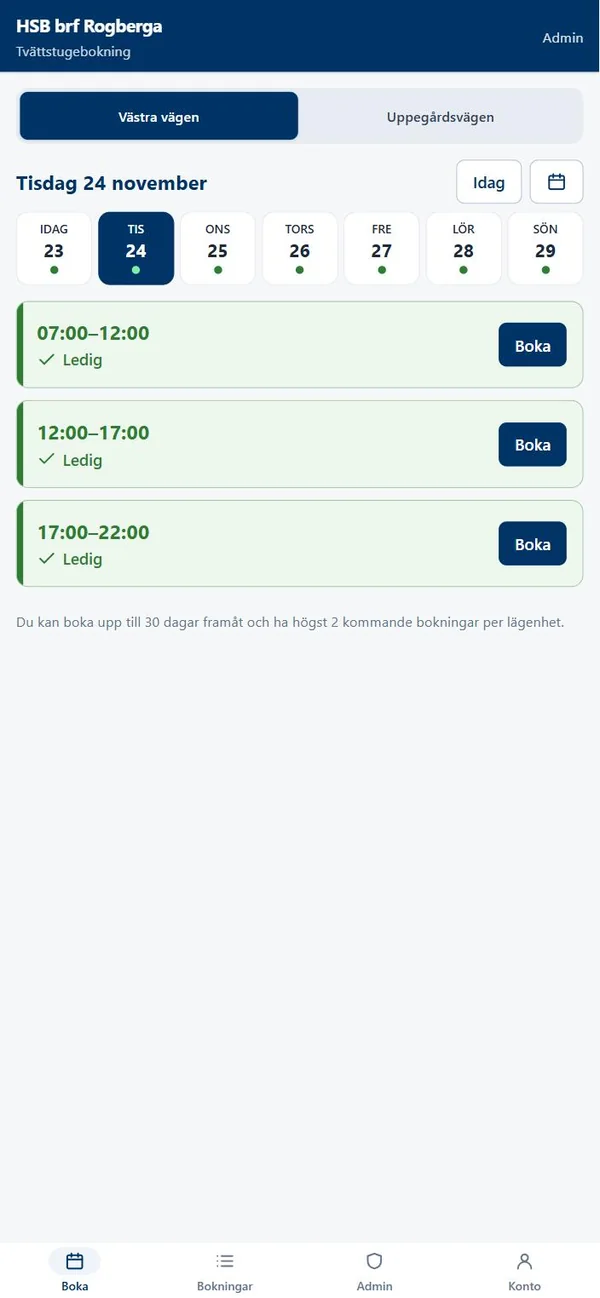 HSB brf Rogberga
Tvättstugebokning
Admin
Västra vägen
Uppegårdsvägen
Tisdag 24 november
Idag
IDAG
23
TIS
24
ONS
25
TORS
26
FRE
27
LÖR
28
SÖN
29
07:00–12:00
Ledig
Boka
12:00–17:00
Ledig
Boka
17:00–22:00
Ledig
Boka
Du kan boka upp till 30 dagar framåt och ha högst 2 kommande bokningar per lägenhet.
Boka
Bokningar
Admin
Konto